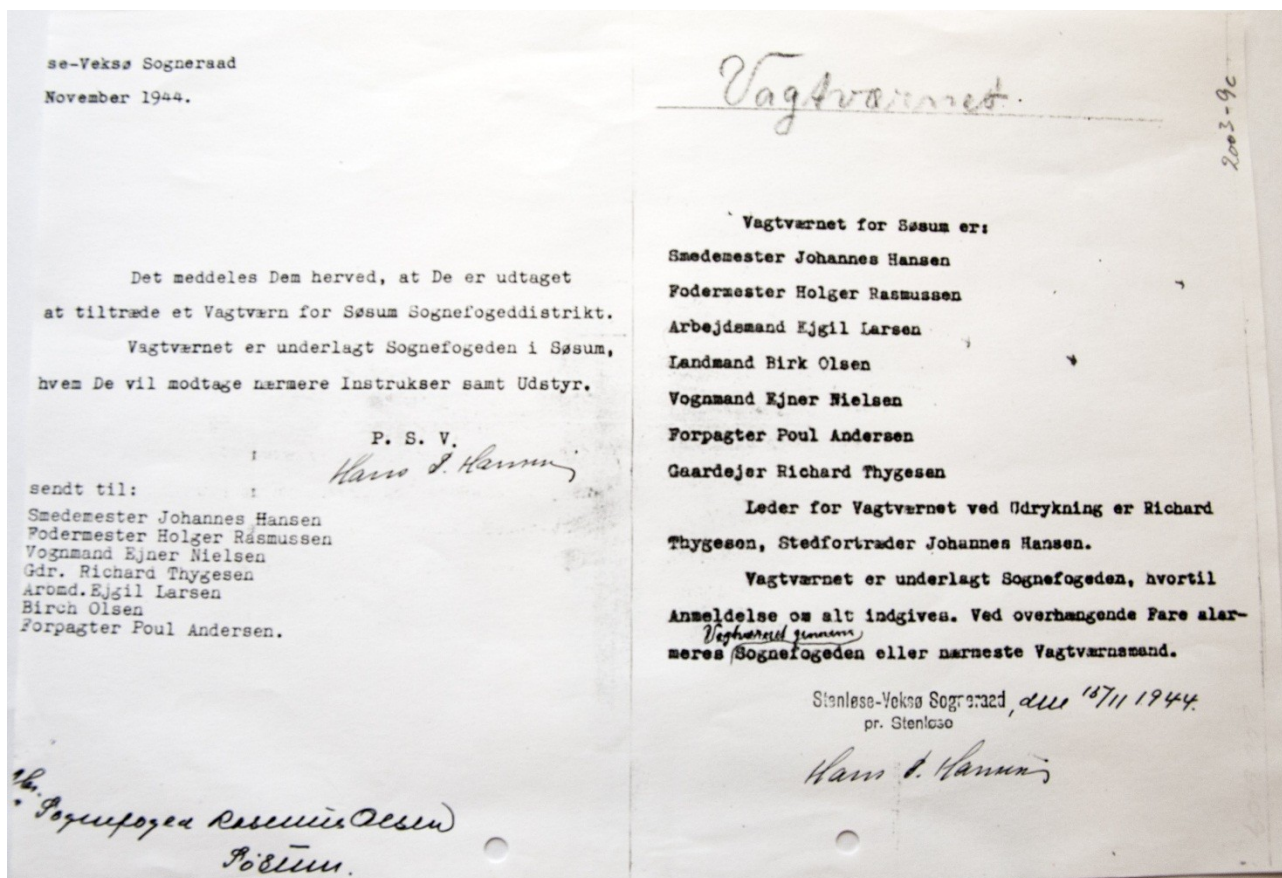 se-Veksø Sogneraad
November 1944.
Det meddeles Dem herved, at De er udtaget
at tiltræde et Vagtværn for Søsum Sognefogeddistrikt.
Vagtværnet er underlagt Sognefogeden i Søsum,
hvem De vil modtage nærmere Instrukser samt Udstyr.
P. S. V.
Hans P. Hansen
sendt til:
Smedemester Johannes Hansen
Fodermester Holger Rasmussen
Vognmand Ejner Nielsen
Gdr. Richard Thygesen
Arbmd. Ejgil Larsen
Birch Olsen
Forpagter Poul Andersen.
Hr.
Sognefoged Rasmus Olsen
Søsum.
Vagtværnet.
2003-9c
Vagtværnet for Søsum er:
Smedemester Johannes Hansen
Fodermester Holger Rasmussen
Arbejdsmand Ejgil Larsen
Landmand Birk Olsen
Vognmand Ejner Nielsen
Forpagter Poul Andersen
Gaardejer Richard Thygesen
Leder for Vagtværnet ved Udrykning er Richard
Thygesen, Stedfortræder Johannes Hansen.
Vagtværnet er underlagt Sognefogeden, hvortil
Anmeldelse om alt indgives. Ved overhængende Fare alar-
Vagtværnet gennem
meres Sognefogeden eller nærmeste Vagtværnsmand.
Stenløse-Veksø Sogneraad, den 15/11 1944.
pr. Stenløse
Hans P. Hansen